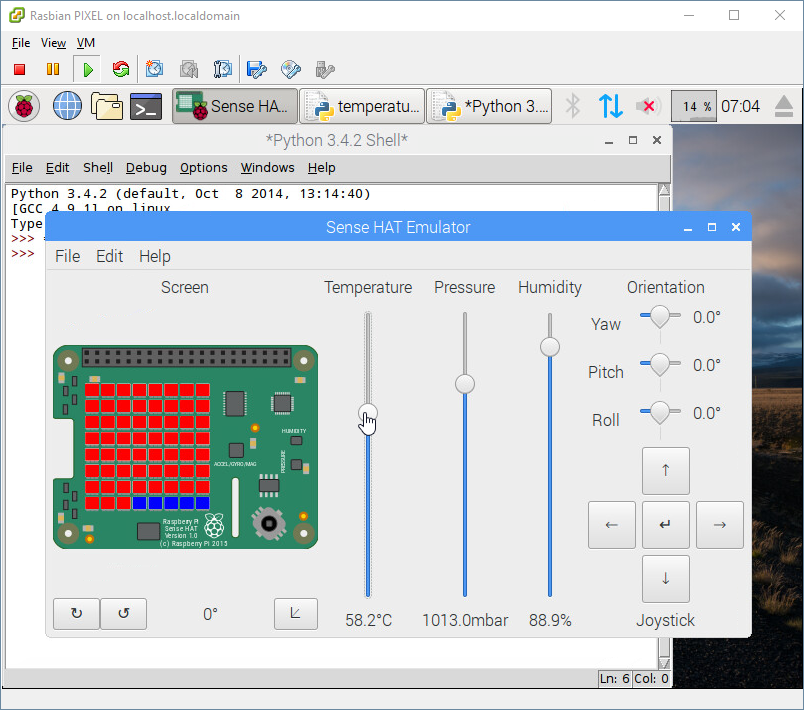 Rasbian PIXEL on localhost.localdomain
File View VM
Sense HA... temperatu... *Python 3.... 14 % 07:04
*Python 3.4.2 Shell*
File Edit Shell Debug Options Windows Help
Python 3.4.2 (default, Oct  8 2014, 13:14:40)
[GCC 4.9.1] on linux
Type
>>>
>>>
Sense HAT Emulator
File Edit Help
Screen Temperature Pressure Humidity Orientation
Yaw 0.0°
Pitch 0.0°
Roll 0.0°
HUMIDITY
PRESSURE
ACCEL/GYRO/MAG
Raspberry Pi
Sense HAT
Version 1.0
(c) Raspberry Pi 2015
↑
← ↵ →
↓
↻ ↺ 0° 58.2°C 1013.0mbar 88.9% Joystick
Ln: 6 Col: 0